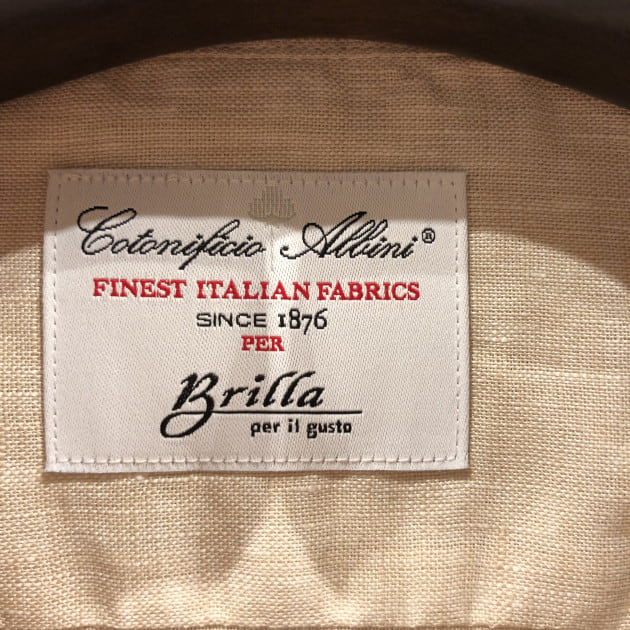 Cotonificio Albini®
FINEST ITALIAN FABRICS
SINCE 1876
PER
Brilla
per il gusto